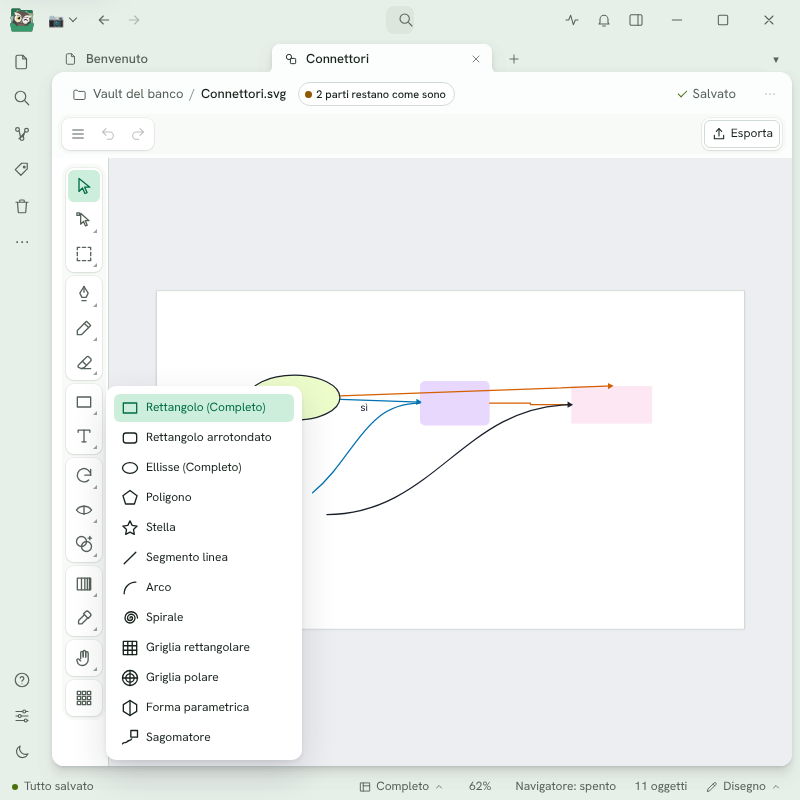 Benvenuto
Connettori
Vault del banco / Connettori.svg
2 parti restano come sono
Salvato
Esporta
sì
Rettangolo (Completo)
Rettangolo arrotondato
Ellisse (Completo)
Poligono
Stella
Segmento linea
Arco
Spirale
Griglia rettangolare
Griglia polare
Forma parametrica
Sagomatore
Tutto salvato
Completo
62%
Navigatore: spento
11 oggetti
Disegno